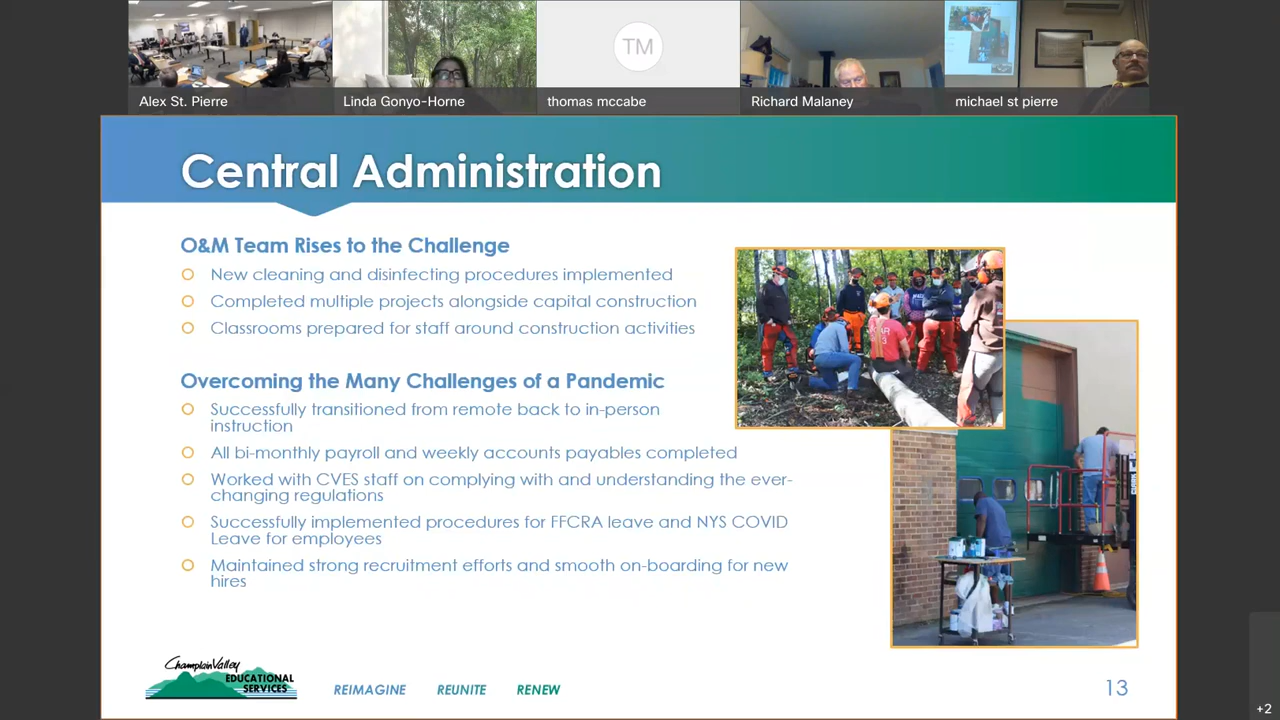 TM
Alex St. Pierre
Linda Gonyo-Horne
thomas mccabe
Richard Malaney
michael st pierre
Central Administration
O&M Team Rises to the Challenge
New cleaning and disinfecting procedures implemented
Completed multiple projects alongside capital construction
Classrooms prepared for staff around construction activities
Overcoming the Many Challenges of a Pandemic
Successfully transitioned from remote back to in-person
instruction
All bi-monthly payroll and weekly accounts payables completed
Worked with CVES staff on complying with and understanding the ever-
changing regulations
Successfully implemented procedures for FFCRA leave and NYS COVID
Leave for employees
Maintained strong recruitment efforts and smooth on-boarding for new
hires
Champlain Valley
EDUCATIONAL
SERVICES
REIMAGINE REUNITE RENEW
13
+2